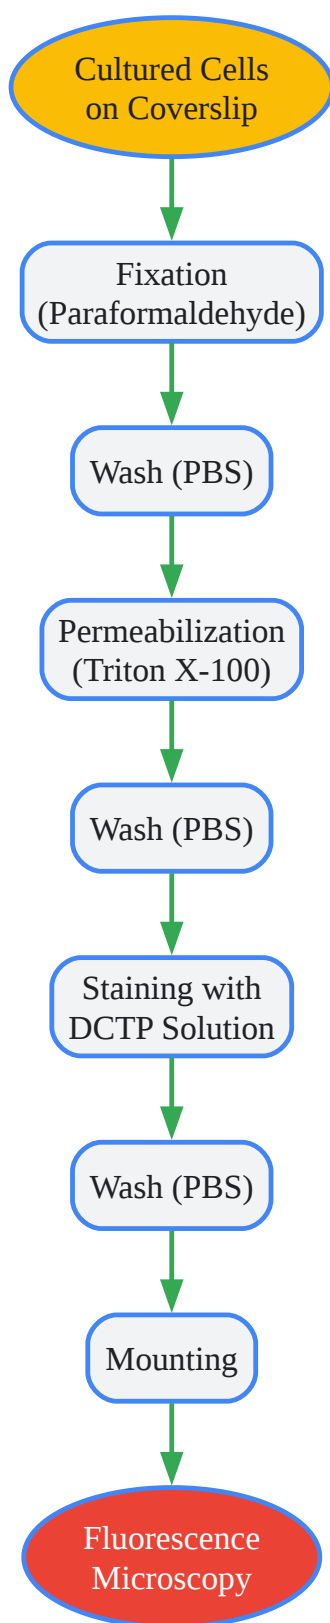 Cultured Cells
on Coverslip
Fixation
(Paraformaldehyde)
Wash (PBS)
Permeabilization
(Triton X-100)
Wash (PBS)
Staining with
DCTP Solution
Wash (PBS)
Mounting
Fluorescence
Microscopy